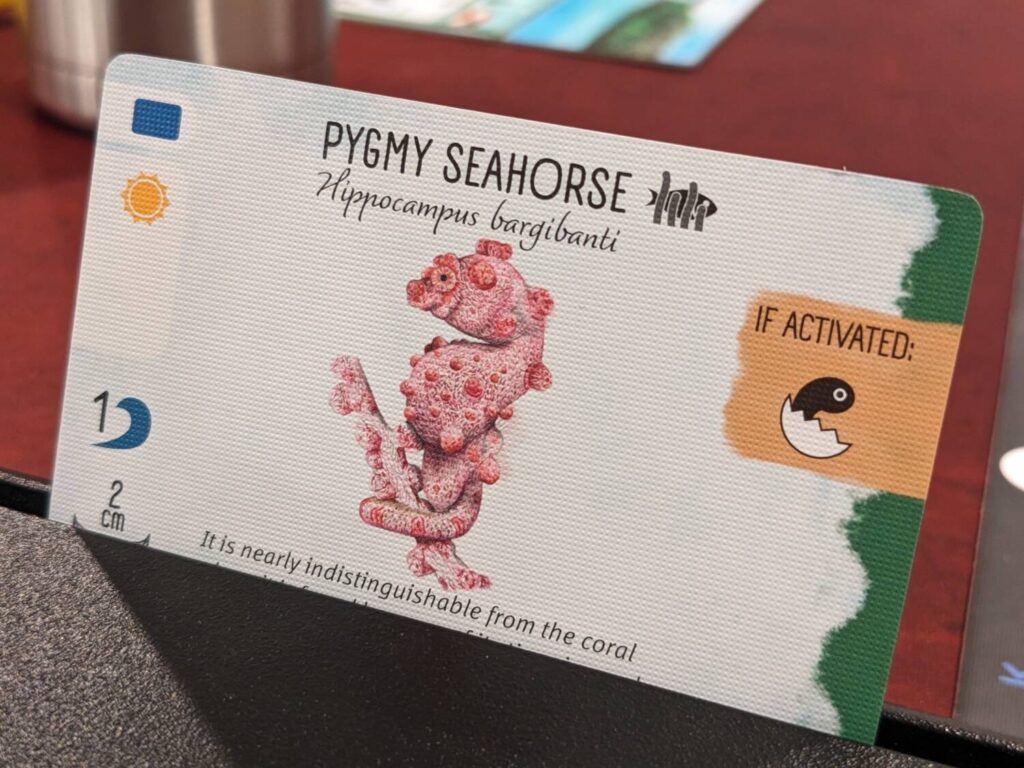 PYGMY SEAHORSE
Hippocampus bargibanti
IF ACTIVATED:
1
2
cm
It is nearly indistinguishable from the coral